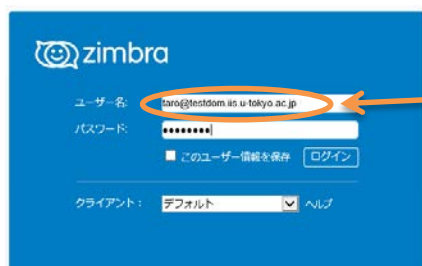 zimbra
ユーザー名: taro@testdom.iis.u-tokyo.ac.jp
パスワード: ●●●●●●●●
このユーザー情報を保存 ログイン
クライアント: デフォルト ヘルプ